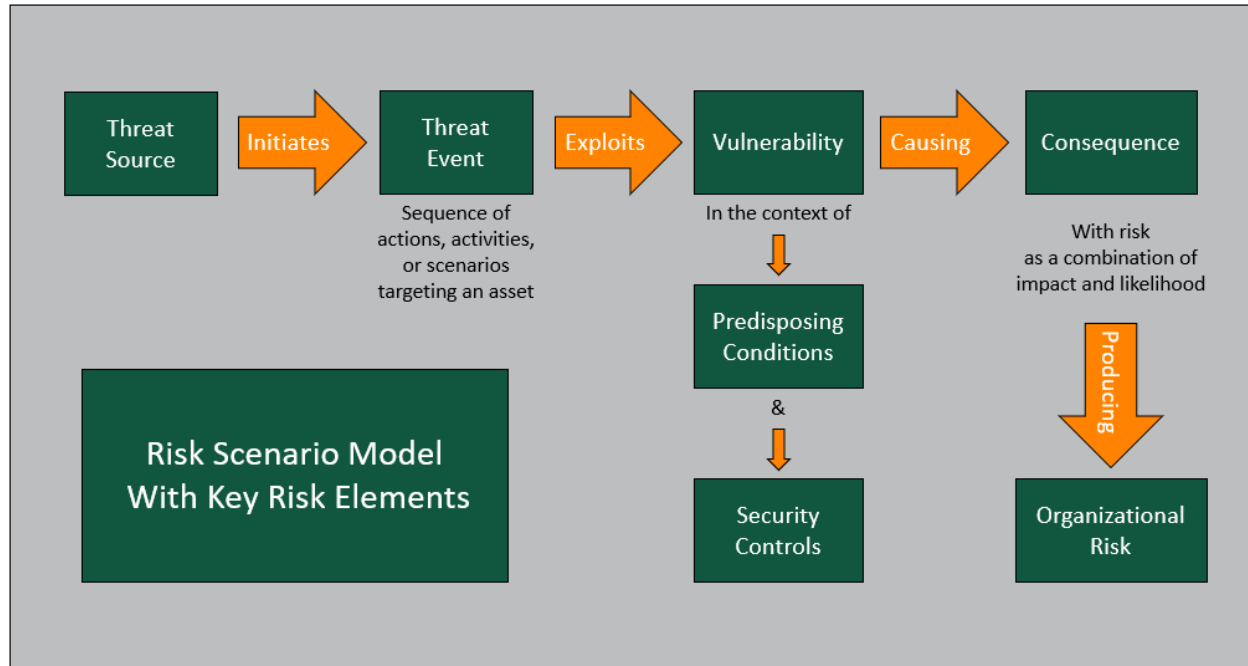 Threat
Source
Initiates
Threat
Event
Exploits
Vulnerability
Causing
Consequence
Sequence of
actions, activities,
or scenarios
targeting an asset
In the context of
With risk
as a combination of
impact and likelihood
Predisposing
Conditions
&
Producing
Risk Scenario Model
With Key Risk Elements
Security
Controls
Organizational
Risk